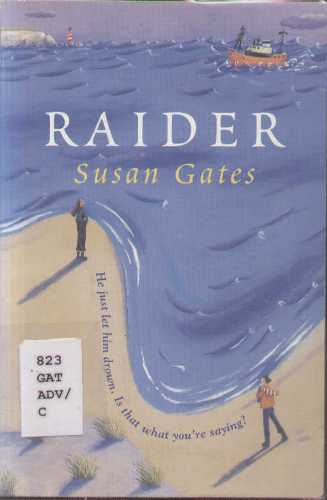 RAIDER
Susan Gates
He just let him drown. Is that what you're saying?
823
GAT
ADV/
C